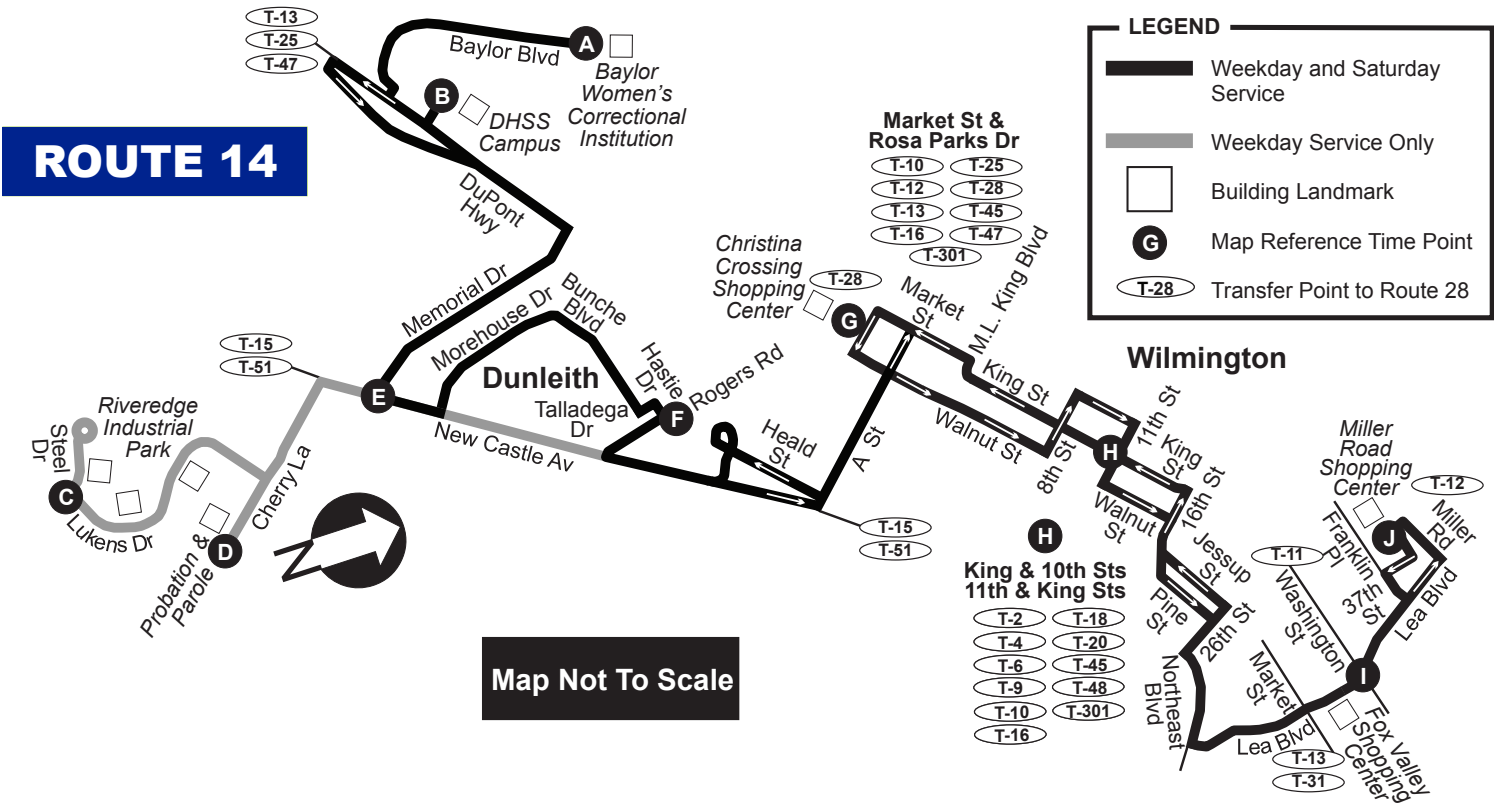 T-13
T-25
T-47
Baylor Blvd
A
Baylor
Women's
Correctional
Institution
B
DHSS
Campus
ROUTE 14
DuPont
Hwy
Memorial Dr
Morehouse Dr
Bunche
Blvd
Hastie
Dr
Rogers Rd
Dunleith
Talladega
Dr
F
T-15
T-51
E
New Castle Av
Riveredge
Industrial
Park
Steel
Dr
C
Lukens Dr
Cherry La
D
Probation &
Parole
N
Market St &
Rosa Parks Dr
T-10
T-25
T-12
T-28
T-13
T-45
T-16
T-47
T-301
Christina
Crossing
Shopping
Center
T-28
G
Market
St
M.L. King Blvd
King St
Walnut St
Heald
St
A St
T-15
T-51
8th St
11th St
H
King
St
Walnut
St
16th St
Wilmington
Jessup
St
Pine
St
26th St
Northeast
Blvd
H
King & 10th Sts
11th & King Sts
T-2
T-18
T-4
T-20
T-6
T-45
T-9
T-48
T-10
T-301
T-16
Map Not To Scale
Miller
Road
Shopping
Center
T-12
Miller
Rd
J
Franklin
Pl
37th St
Lea Blvd
T-11
Washington
St
I
Market
St
Lea Blvd
Fox Valley
Shopping
Center
T-13
T-31
LEGEND
Weekday and Saturday
Service
Weekday Service Only
Building Landmark
G
Map Reference Time Point
T-28
Transfer Point to Route 28